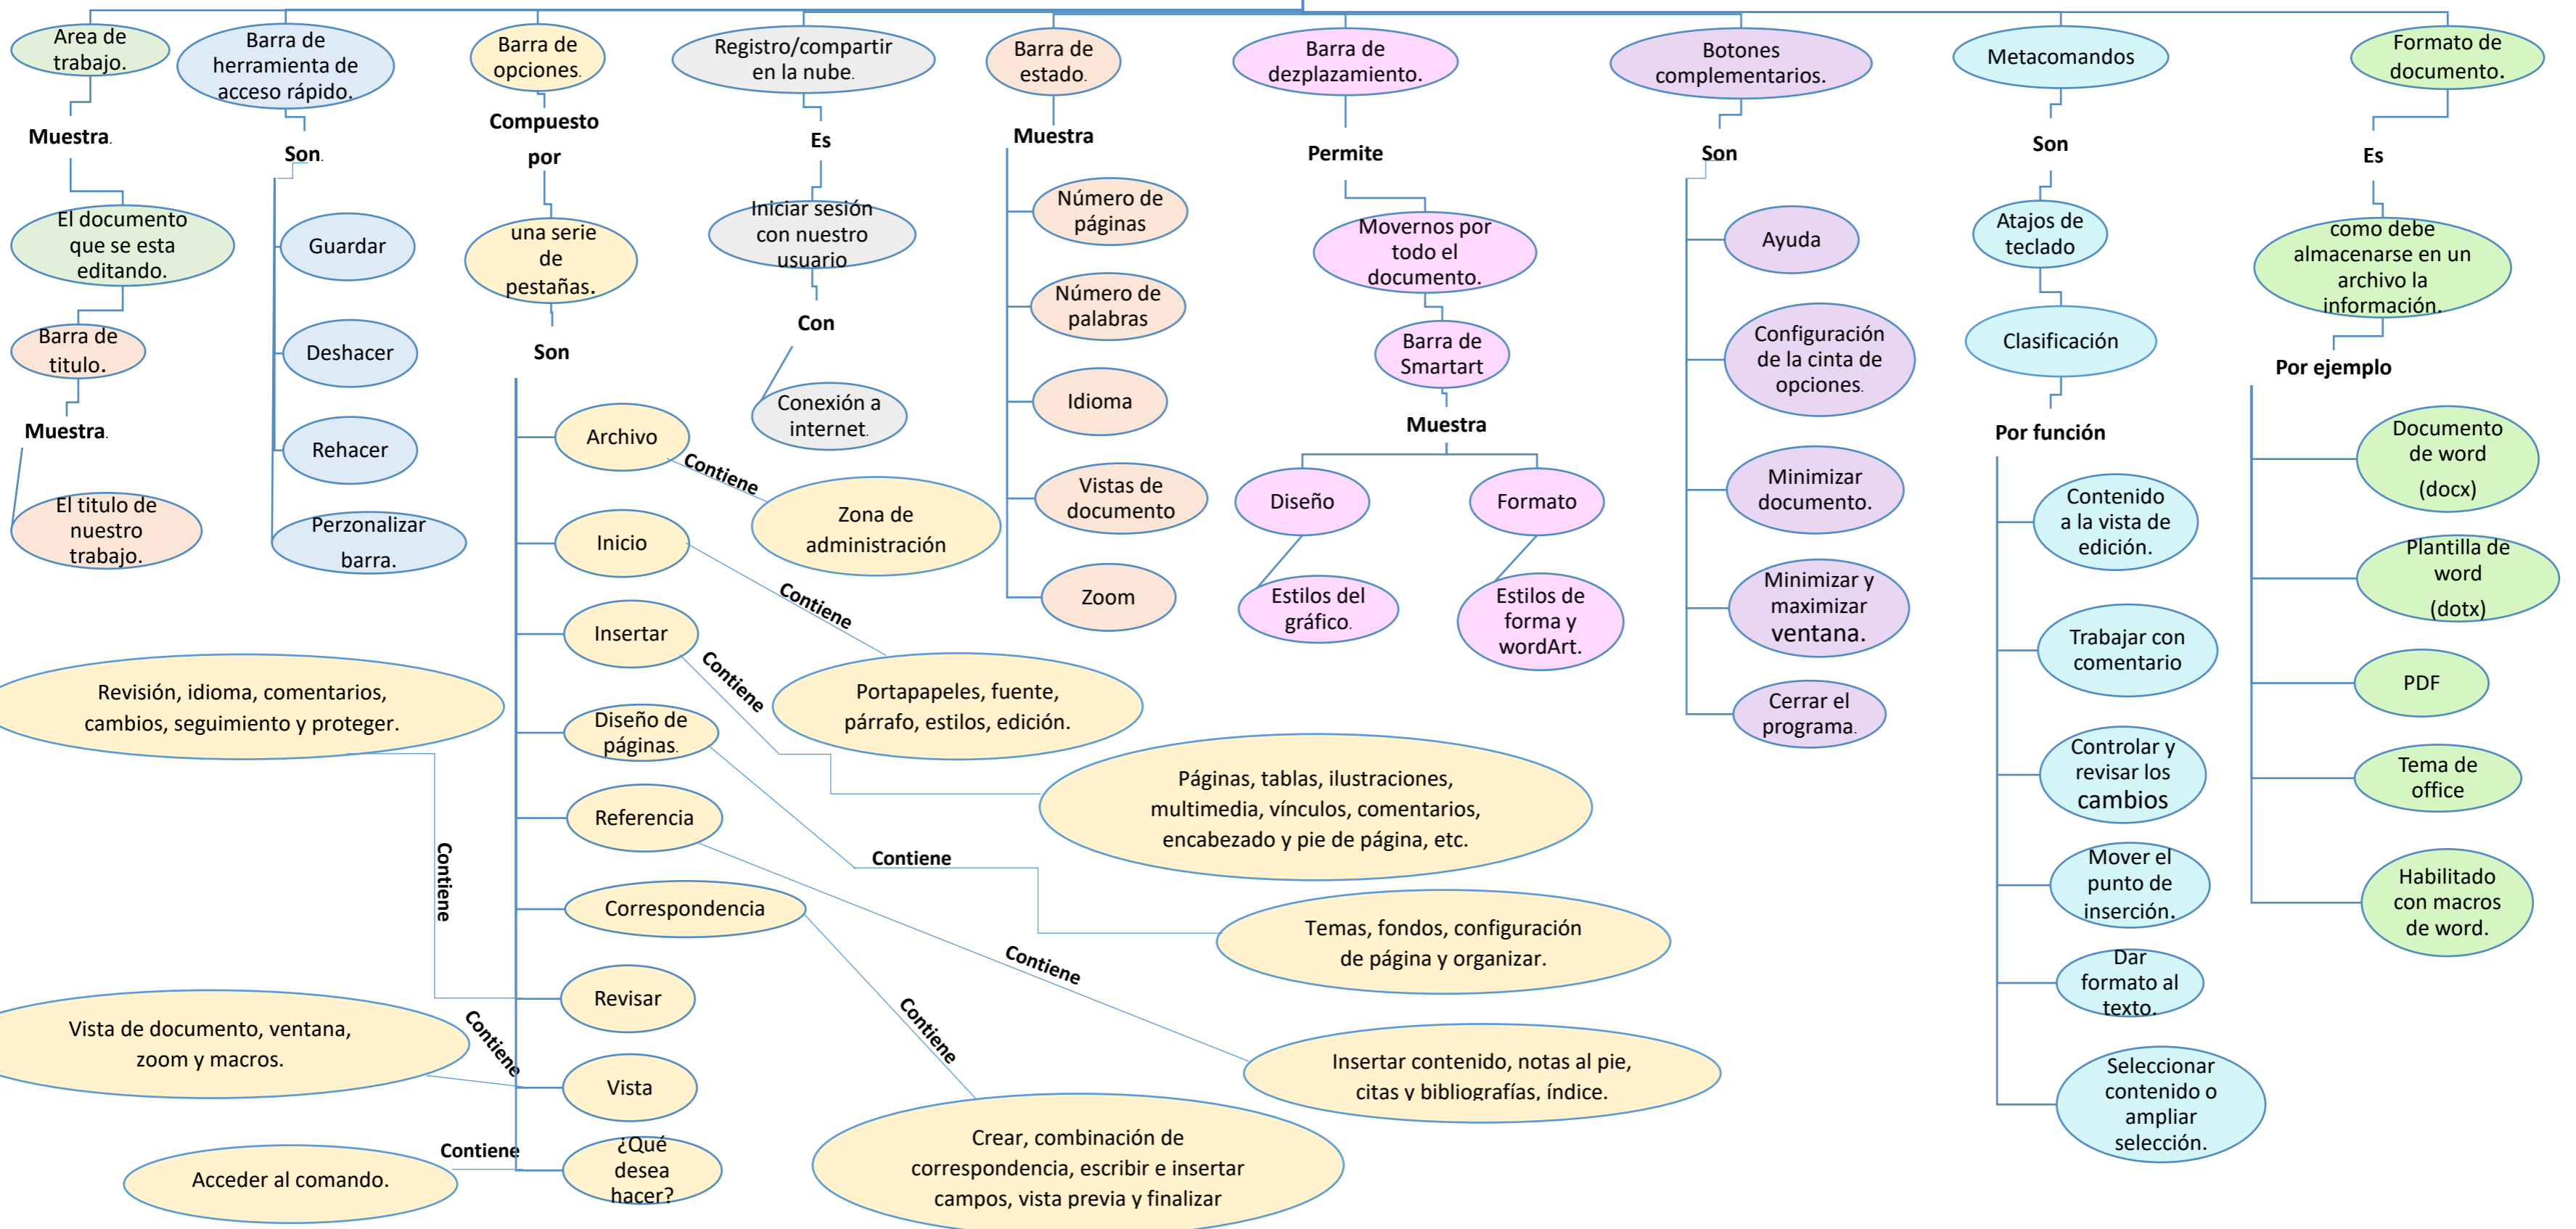 Area de
trabajo.
Muestra.
El documento
que se esta
editando.
Barra de
titulo.
Muestra.
El titulo de
nuestro
trabajo.
Barra de
herramienta de
acceso rápido.
Son.
Guardar
Deshacer
Rehacer
Perzonalizar
barra.
Barra de
opciones.
Compuesto
por
una serie
de
pestañas.
Son
Archivo
Contiene
Zona de
administración
Inicio
Contiene
Portapapeles, fuente,
párrafo, estilos, edición.
Insertar
Contiene
Páginas, tablas, ilustraciones,
multimedia, vínculos, comentarios,
encabezado y pie de página, etc.
Diseño de
páginas.
Contiene
Temas, fondos, configuración
de página y organizar.
Referencia
Contiene
Insertar contenido, notas al pie,
citas y bibliografías, índice.
Correspondencia
Contiene
Crear, combinación de
correspondencia, escribir e insertar
campos, vista previa y finalizar
Revisar
Contiene
Revisión, idioma, comentarios,
cambios, seguimiento y proteger.
Vista
Contiene
Vista de documento, ventana,
zoom y macros.
¿Qué
desea
hacer?
Contiene
Acceder al comando.
Registro/compartir
en la nube.
Es
Iniciar sesión
con nuestro
usuario
Con
Conexión a
internet.
Barra de
estado.
Muestra
Número de
páginas
Número de
palabras
Idioma
Vistas de
documento
Zoom
Barra de
dezplazamiento.
Permite
Movernos por
todo el
documento.
Barra de
Smartart
Muestra
Diseño
Estilos del
gráfico.
Formato
Estilos de
forma y
wordArt.
Botones
complementarios.
Son
Ayuda
Configuración
de la cinta de
opciones.
Minimizar
documento.
Minimizar y
maximizar
ventana.
Cerrar el
programa.
Metacomandos
Son
Atajos de
teclado
Clasificación
Por función
Contenido
a la vista de
edición.
Trabajar con
comentario
Controlar y
revisar los
cambios
Mover el
punto de
inserción.
Dar
formato al
texto.
Seleccionar
contenido o
ampliar
selección.
Formato de
documento.
Es
como debe
almacenarse en un
archivo la
información.
Por ejemplo
Documento
de word
(docx)
Plantilla de
word
(dotx)
PDF
Tema de
office
Habilitado
con macros
de word.